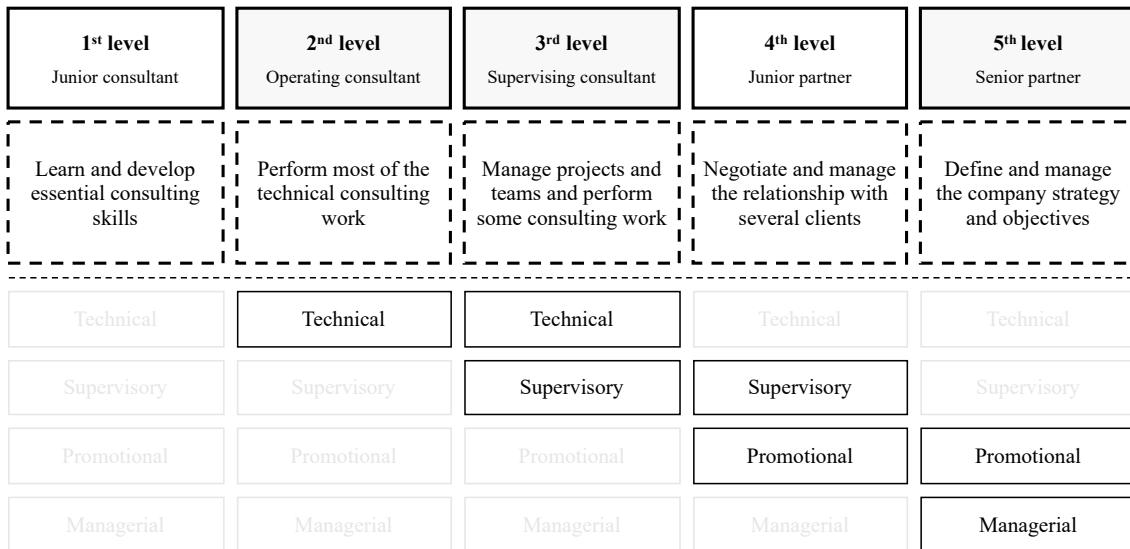 1st level
Junior consultant
2nd level
Operating consultant
3rd level
Supervising consultant
4th level
Junior partner
5th level
Senior partner
Learn and develop
essential consulting
skills
Perform most of the
technical consulting
work
Manage projects and
teams and perform
some consulting work
Negotiate and manage
the relationship with
several clients
Define and manage
the company strategy
and objectives
Technical
Technical
Technical
Technical
Technical
Supervisory
Supervisory
Supervisory
Supervisory
Supervisory
Promotional
Promotional
Promotional
Promotional
Promotional
Managerial
Managerial
Managerial
Managerial
Managerial